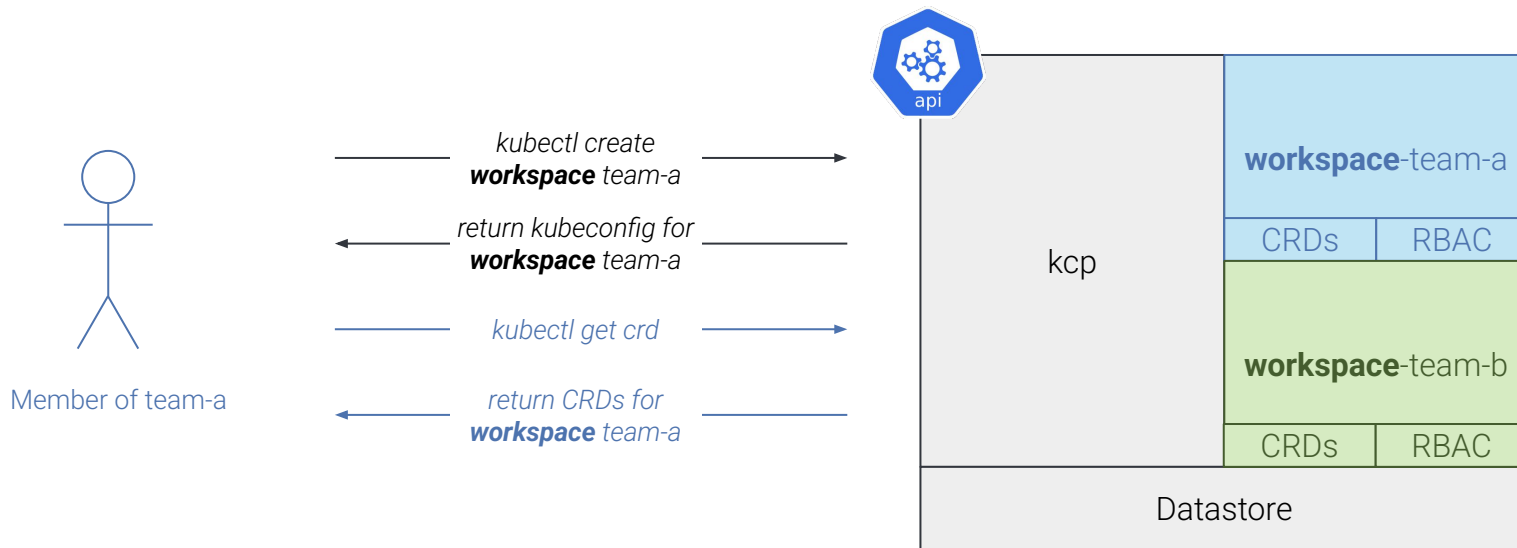 api
kubectl create
workspace team-a
return kubeconfig for
workspace team-a
kubectl get crd
return CRDs for
workspace team-a
Member of team-a
kcp
workspace-team-a
CRDs
RBAC
workspace-team-b
CRDs
RBAC
Datastore